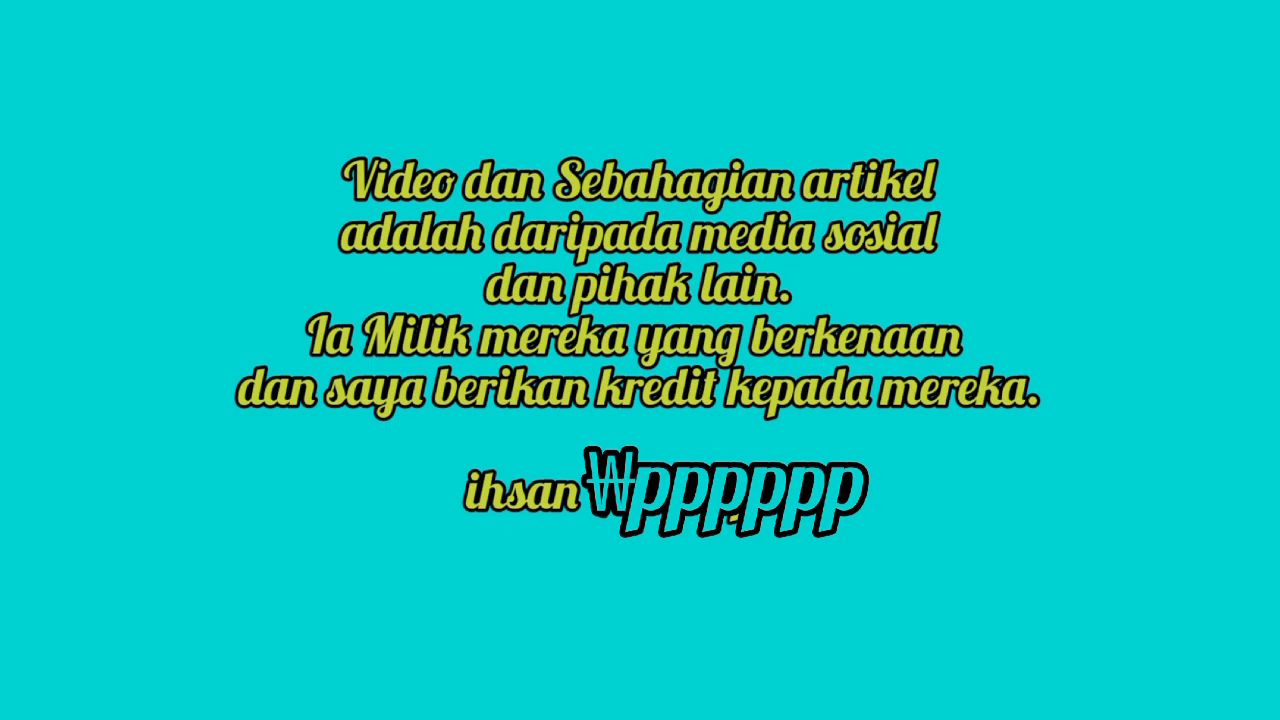 Video dan Sebahagian artikel
adalah daripada media sosial
dan pihak lain.
Ia Milik mereka yang berkenaan
dan saya berikan kredit kepada mereka.
ihsan ₩pppppp